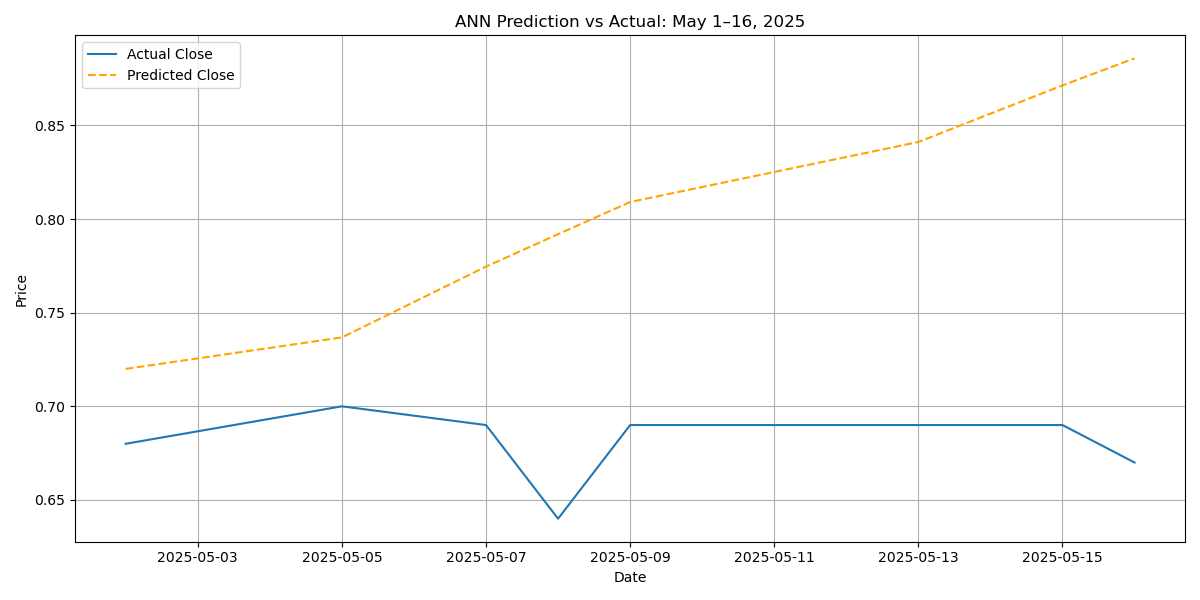 ANN Prediction vs Actual: May 1–16, 2025
Actual Close
Predicted Close
Price
0.85
0.80
0.75
0.70
0.65
2025-05-03
2025-05-05
2025-05-07
2025-05-09
2025-05-11
2025-05-13
2025-05-15
Date